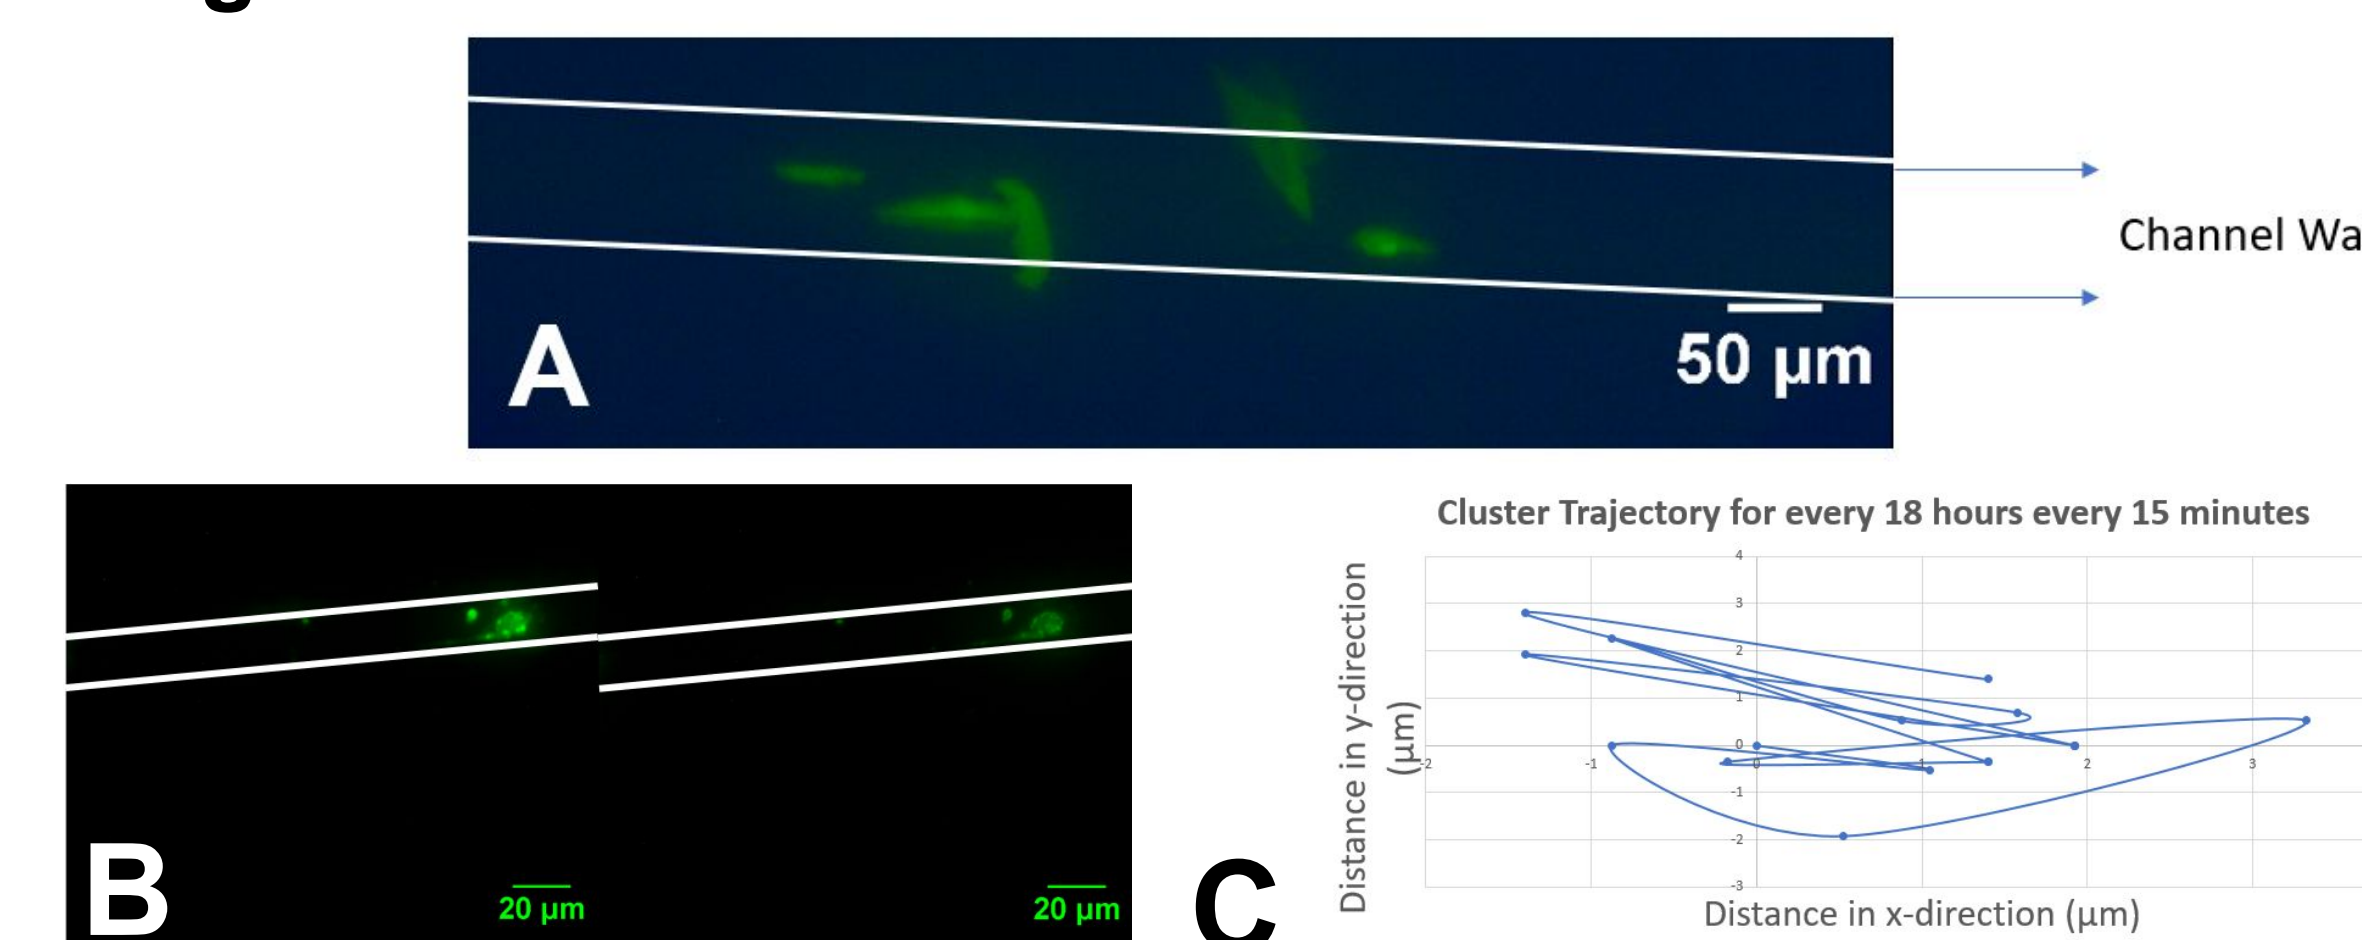 Channel Wa
50 µm
A
B
20 µm
20 µm
C
Cluster Trajectory for every 18 hours every 15 minutes
Distance in y-direction
(µm)
4
3
2
1
0
-1
-2
-3
-2
-1
0
1
2
3
Distance in x-direction (µm)